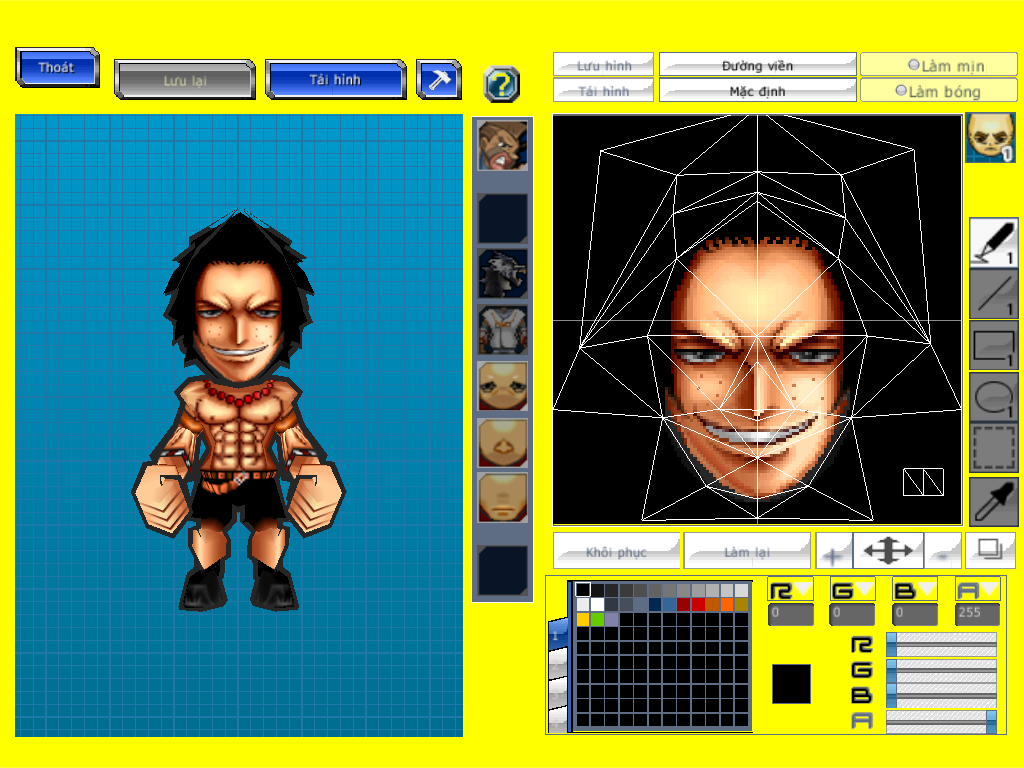 Thoát
Lưu lại
Tải hình
?
Lưu hình
Đường viền
Làm mịn
Tải hình
Mặc định
Làm bóng
1
1
1
1
1
Khôi phục
Làm lại
+
-
1
R G B A
0 0 0 255
R
G
B
A